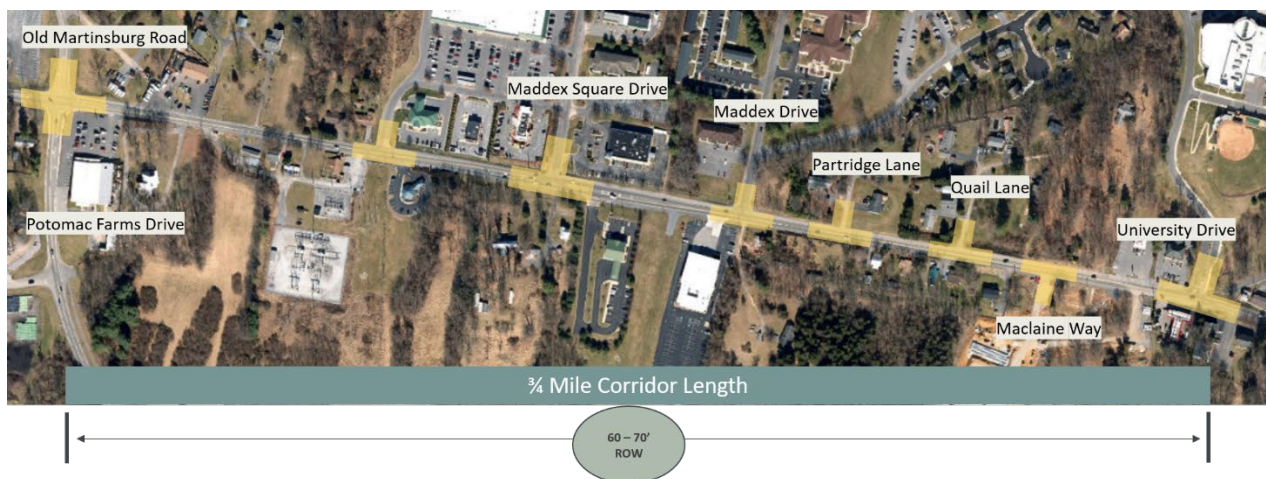 Old Martinsburg Road
Maddex Square Drive
Maddex Drive
Partridge Lane
Quail Lane
Potomac Farms Drive
University Drive
Maclaine Way
¾ Mile Corridor Length
60 – 70'
ROW